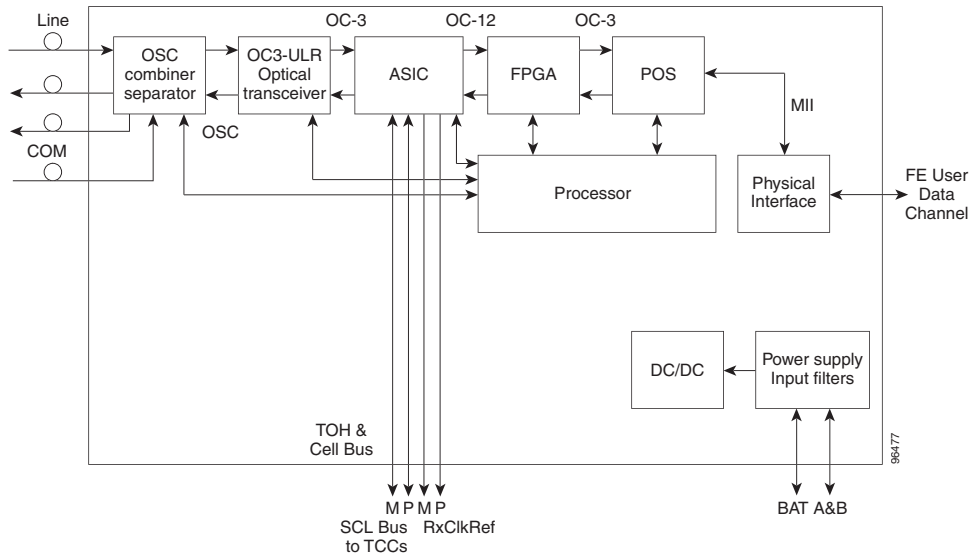 Line
OC-3
OC-12
OC-3
OSC
combiner
separator
OC3-ULR
Optical
transceiver
ASIC
FPGA
POS
MII
OSC
COM
Processor
Physical
Interface
FE User
Data
Channel
DC/DC
Power supply
Input filters
TOH &
Cell Bus
96477
M P M P
SCL Bus RxClkRef
to TCCs
BAT A&B